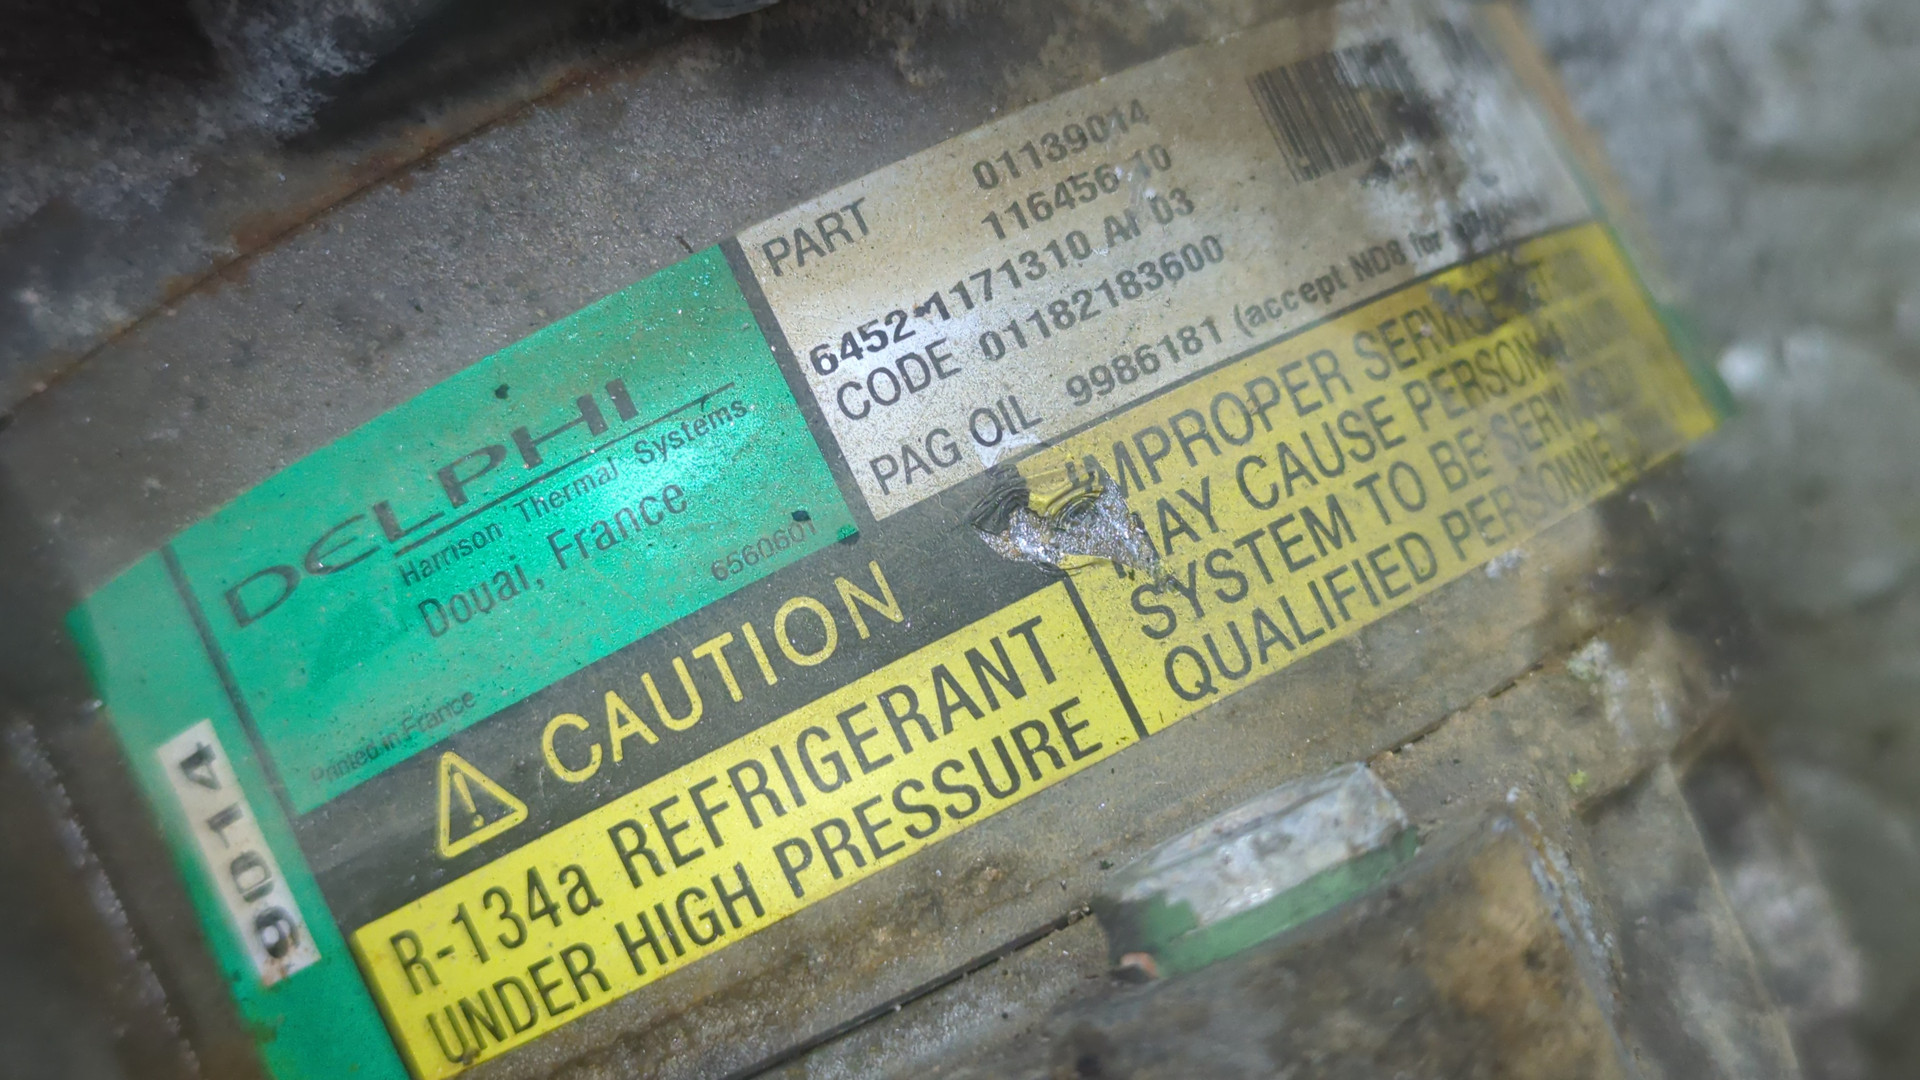 PART 01139014
116456 10
6452-1171310 AI 03
CODE 01182183600
PAG OIL 9986181 (accept ND8 for
DELPHI
Harrison Thermal Systems
Douai, France
6560601
Printed in France
9014
CAUTION
R-134a REFRIGERANT
UNDER HIGH PRESSURE
IMPROPER SERVICE
MAY CAUSE PERSONAL
SYSTEM TO BE SERVICED
QUALIFIED PERSONNEL